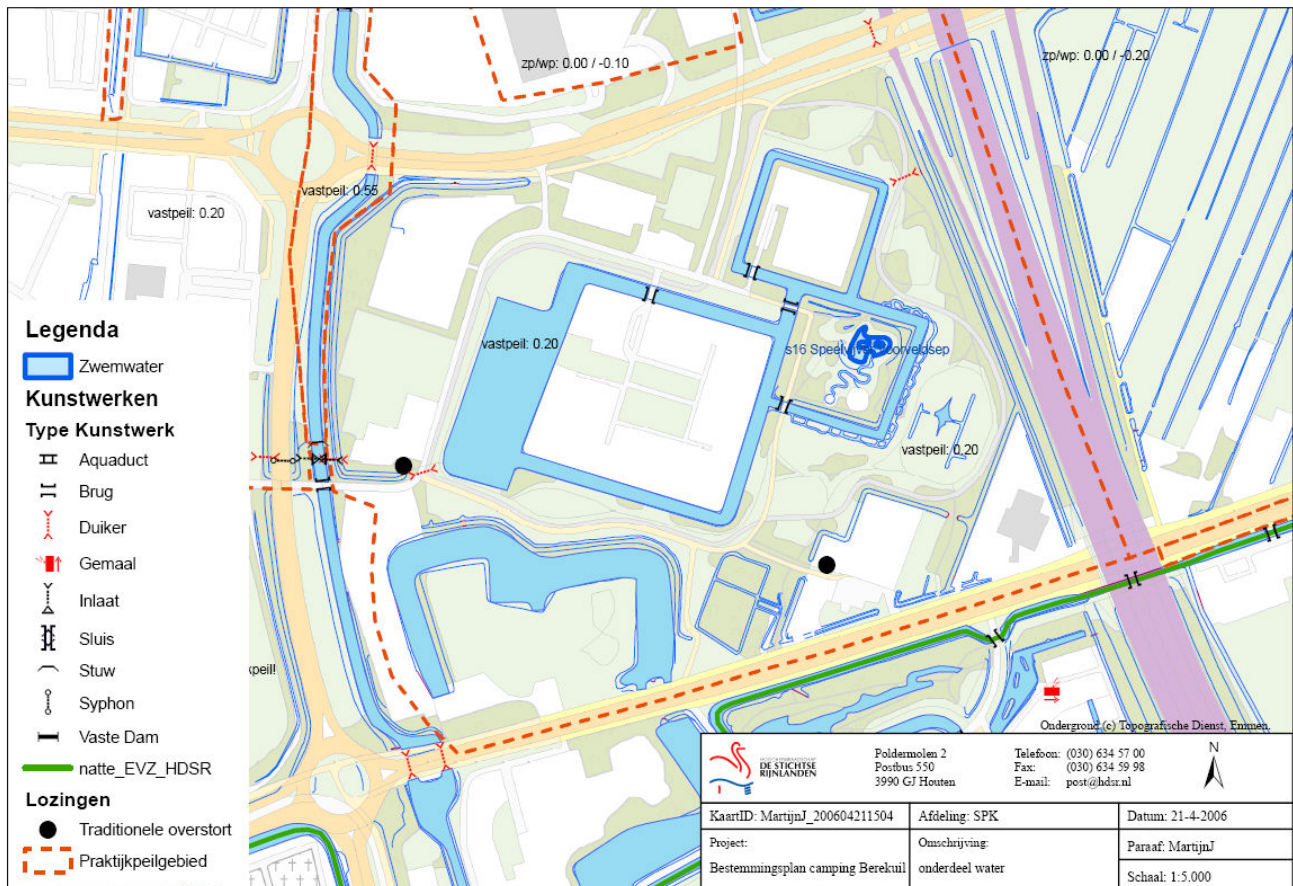 zp/wp: 0.00 / -0.10
zp/wp: 0.00 / -0.20
vastpeil: 0.55
vastpeil: 0.20
vastpeil: 0.20
s16 Speelvijver Voorveldsep
vastpeil: 0.20
kpeil!
Legenda
Zwemwater
Kunstwerken
Type Kunstwerk
Aquaduct
Brug
Duiker
Gemaal
Inlaat
Sluis
Stuw
Syphon
Vaste Dam
natte_EVZ_HDSR
Lozingen
Traditionele overstort
Praktijkpeilgebied
Ondergrond (c) Topografische Dienst, Emmen.
HOOGHEEMRAADSCHAP
DE STICHTSE
RIJNLANDEN
Poldermolen 2
Postbus 550
3990 GJ Houten
Telefoon: (030) 634 57 00
Fax: (030) 634 59 98
E-mail: post@hdsr.nl
N
KaartID: MartijnJ_200604211504
Afdeling: SPK
Datum: 21-4-2006
Project:
Bestemmingsplan camping Berekuil
Omschrijving:
onderdeel water
Paraaf: MartijnJ
Schaal: 1:5.000